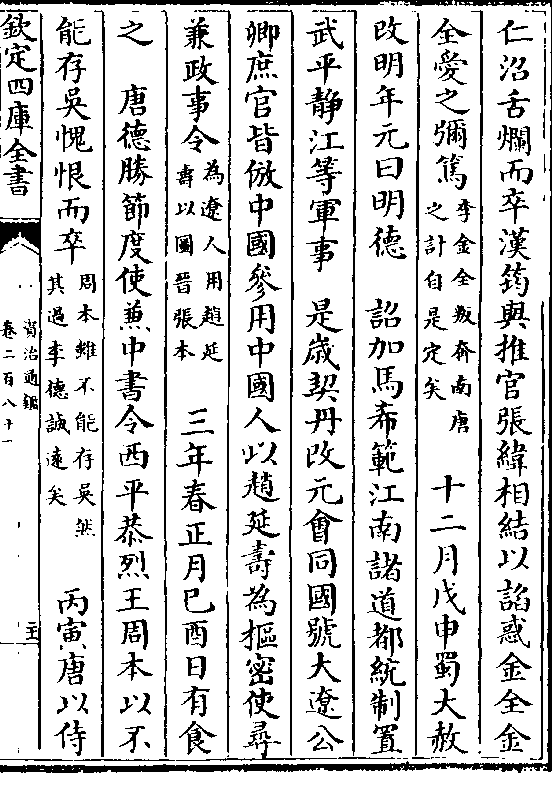 仁沼舌爛而卒漢筠與推官張緯相結以諂惑金全金
全愛之彌篤李金全叛奔南唐之計自是定矣　十二月戊申蜀大赦
改明年元曰明德　詔加馬希範江南諸道都統制置
武平静江等軍事　是歲契丹改元會同國號大遼公
卿庶官皆倣中國參用中國人以趙延壽為樞密使尋
兼政事令為遼人用趙延壽以圖晉張本　三年春正月己酉日有食
之　唐德勝節度使兼中書令西平恭烈王周本以不
能存吳愧恨而卒周本雖不能存吳然其過李德誠遠矣　丙寅唐以侍
欽定四庫全書
資治通鑑
卷二百八十一